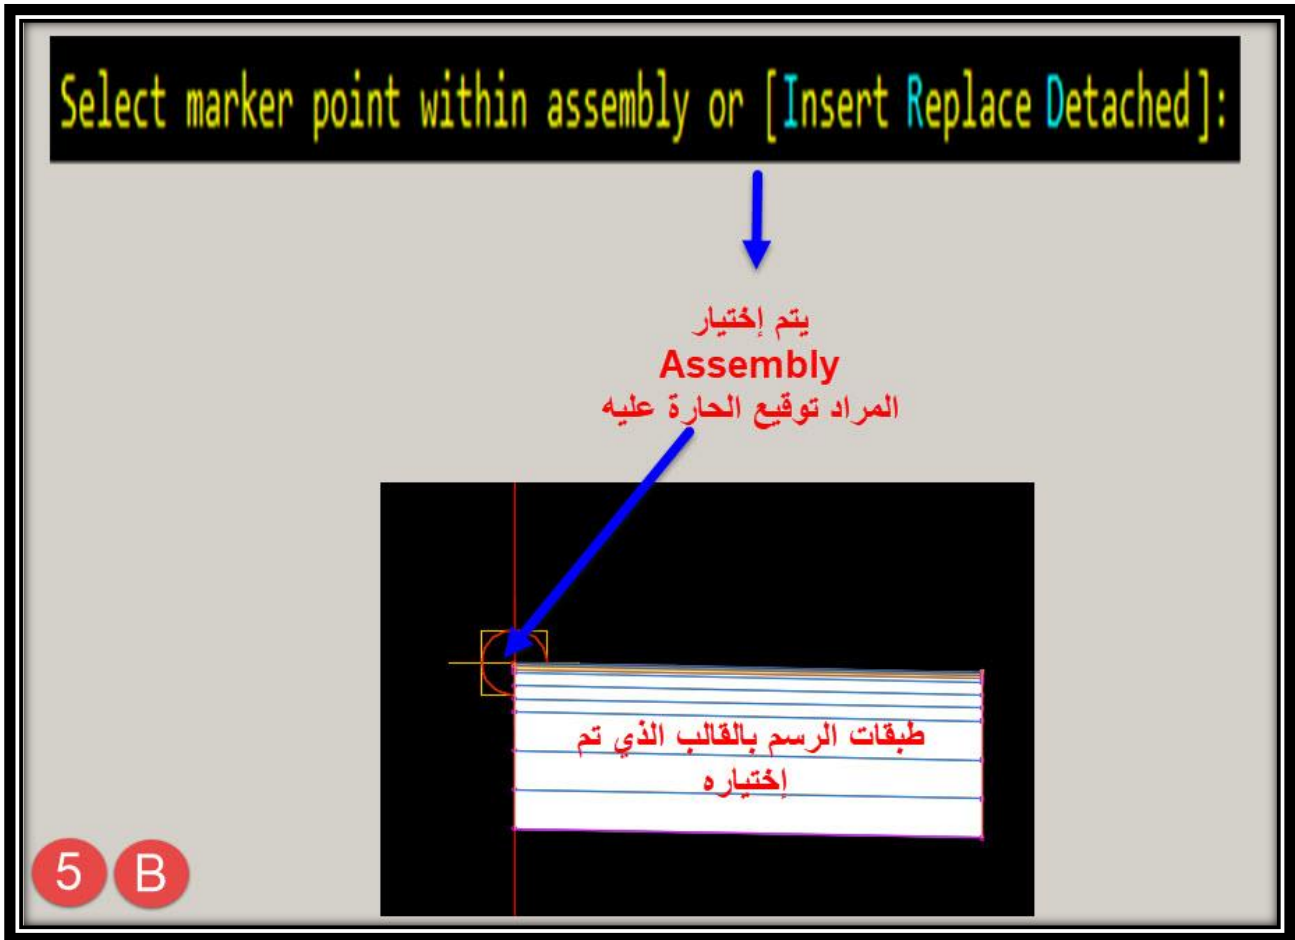 Select marker point within assembly or [Insert Replace Detached]:
يتم إختيار
Assembly
المراد توقيع الحارة عليه
طبقات الرسم بالقالب الذي تم
إختياره
5 B